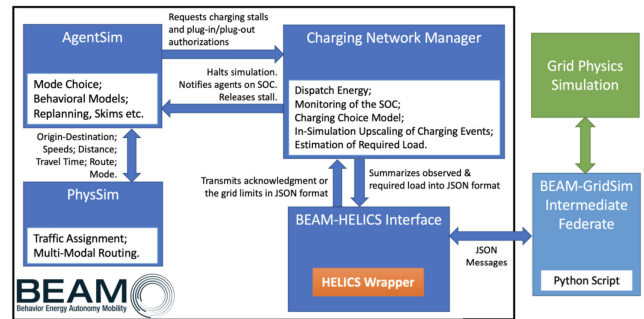 AgentSim
Mode Choice;
Behavioral Models;
Replanning, Skims etc.
Requests charging stalls
and plug-in/plug-out
authorizations
Halts simulation.
Notifies agents on SOC.
Releases stall.
Charging Network Manager
Dispatch Energy;
Monitoring of the SOC;
Charging Choice Model;
In-Simulation Upscaling of Charging Events;
Estimation of Required Load.
Grid Physics
Simulation
Origin-Destination;
Speeds; Distance;
Travel Time; Route;
Mode.
PhysSim
Traffic Assignment;
Multi-Modal Routing.
Transmits acknowledgment or
the grid limits in JSON format
Summarizes observed &
required load into JSON format
BEAM-HELICS Interface
HELICS Wrapper
JSON
Messages
BEAM-GridSim
Intermediate
Federate
Python Script
BEAM
Behavior Energy Autonomy Mobility